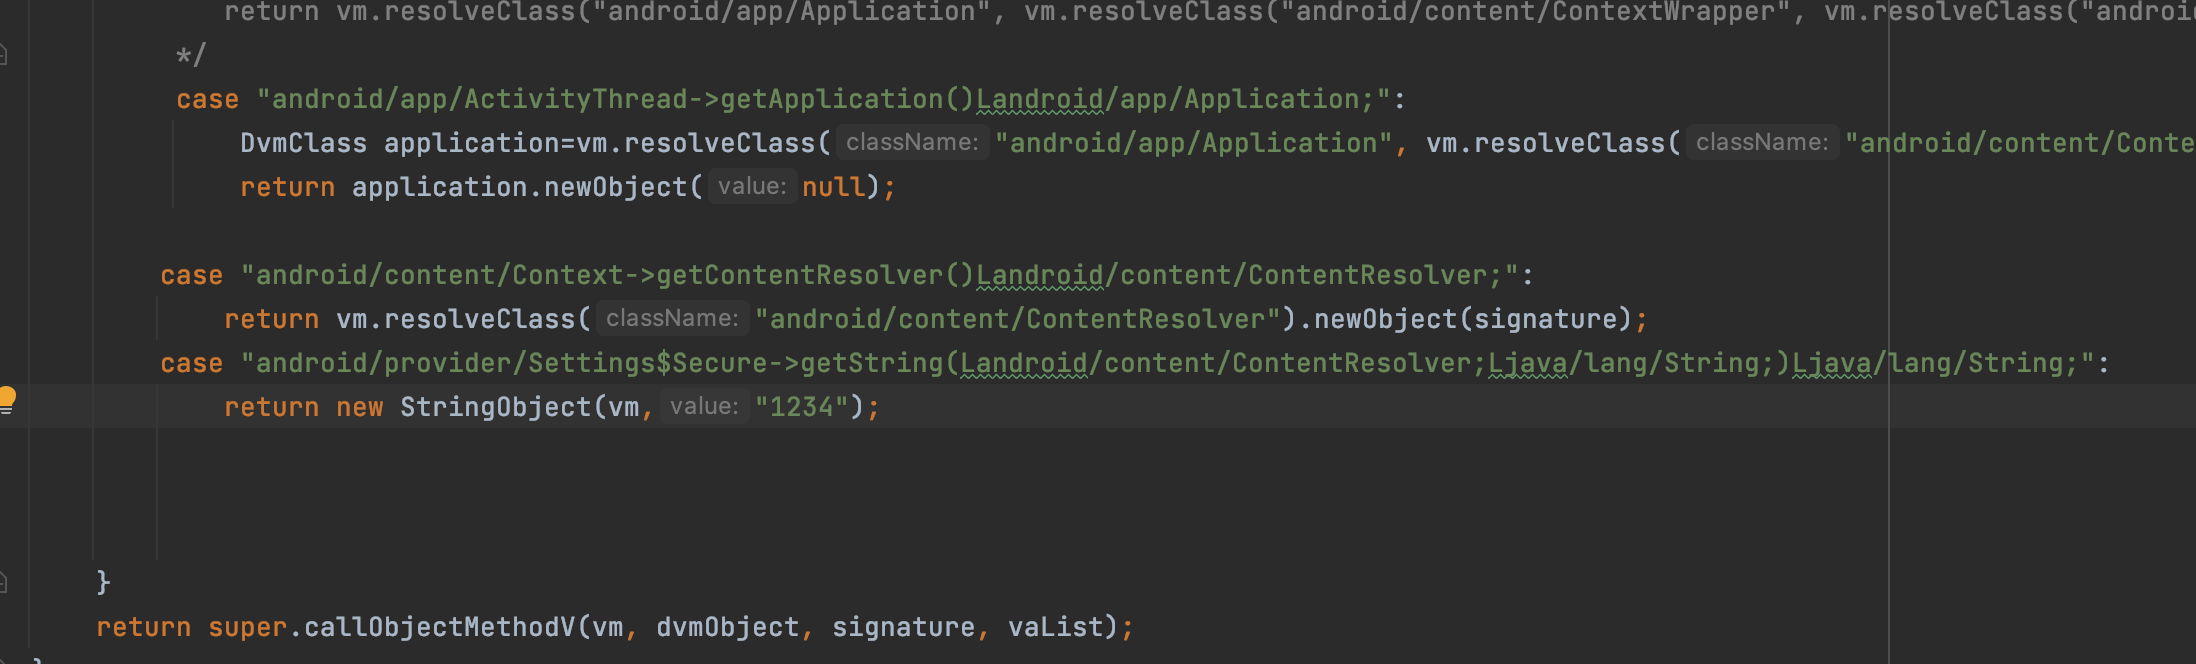 return vm.resolveClass("android/app/Application", vm.resolveClass("android/content/ContextWrapper", vm.resolveClass("android
*/
case "android/app/ActivityThread->getApplication()Landroid/app/Application;":
DvmClass application=vm.resolveClass( className: "android/app/Application", vm.resolveClass( className: "android/content/Conte
return application.newObject( value: null);
case "android/content/Context->getContentResolver()Landroid/content/ContentResolver;":
return vm.resolveClass( className: "android/content/ContentResolver").newObject(signature);
case "android/provider/Settings$Secure->getString(Landroid/content/ContentResolver;Ljava/lang/String;)Ljava/lang/String;":
return new StringObject(vm, value: "1234");
}
return super.callObjectMethodV(vm, dvmObject, signature, vaList);